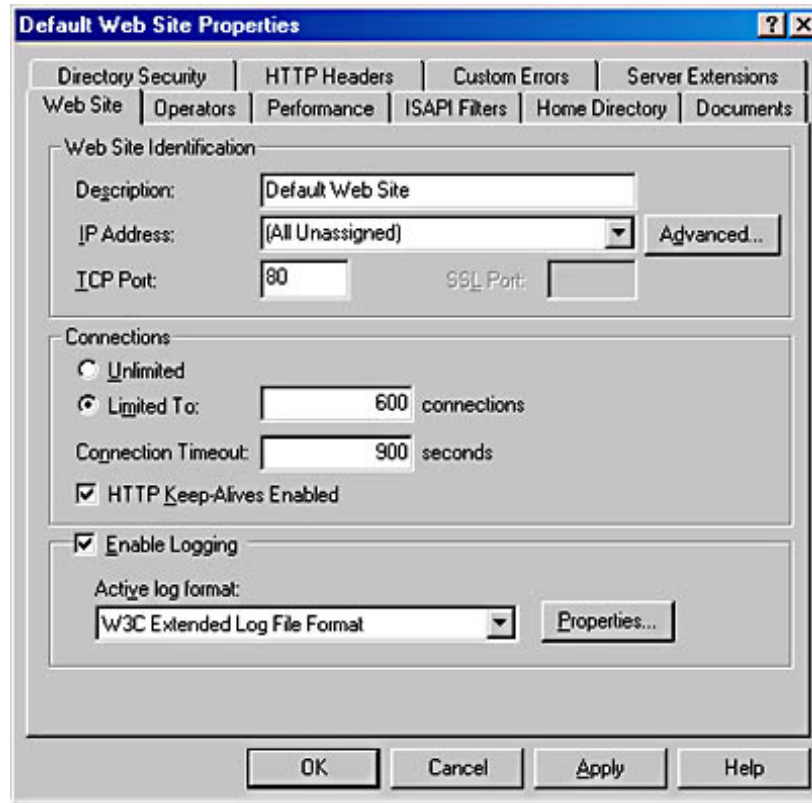 Default Web Site Properties ? X
Directory Security HTTP Headers Custom Errors Server Extensions
Web Site Operators Performance ISAPI Filters Home Directory Documents
Web Site Identification
Description: Default Web Site
IP Address: (All Unassigned) Advanced...
TCP Port: 80 SSL Port:
Connections
Unlimited
Limited To: 600 connections
Connection Timeout: 900 seconds
HTTP Keep-Alives Enabled
Enable Logging
Active log format:
W3C Extended Log File Format Properties...
OK Cancel Apply Help